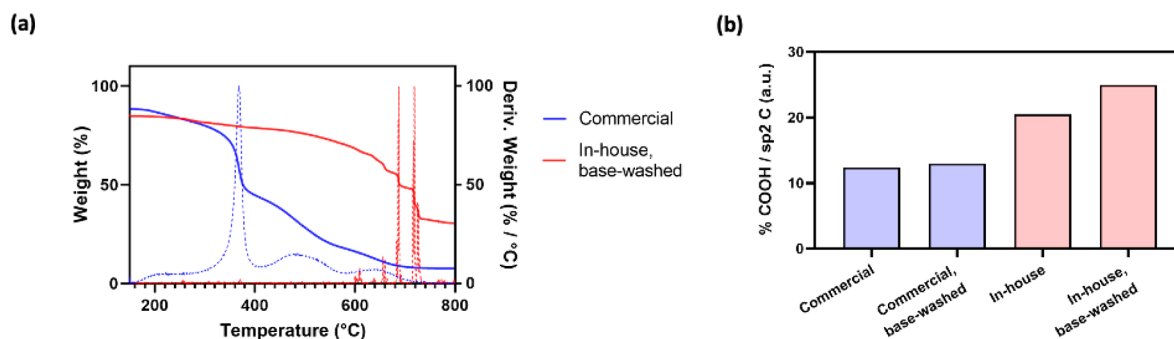 (a)
Weight (%)
100
50
0
200
400
600
800
Temperature (°C)
100
50
0
Deriv. Weight (% / °C)
Commercial
In-house,
base-washed
(b)
% COOH / sp2 C (a.u.)
30
20
10
0
Commercial
Commercial,
base-washed
In-house
In-house,
base-washed